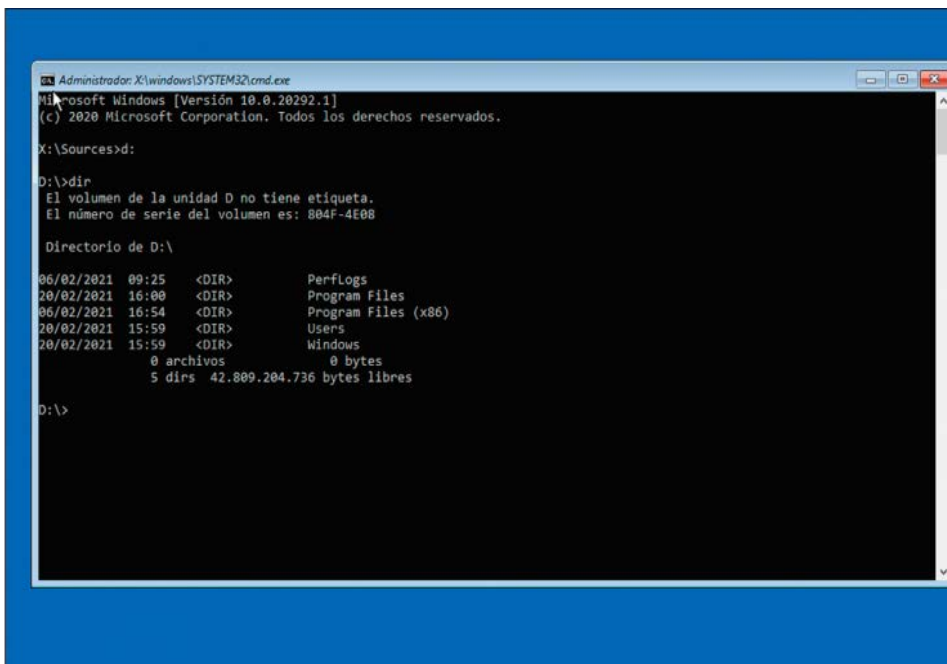 Administrador: X:\windows\SYSTEM32\cmd.exe
Microsoft Windows [Versión 10.0.20292.1]
(c) 2020 Microsoft Corporation. Todos los derechos reservados.
X:\Sources>d:
D:\>dir
El volumen de la unidad D no tiene etiqueta.
El número de serie del volumen es: 804F-4E08
Directorio de D:\
06/02/2021 09:25 <DIR> PerfLogs
20/02/2021 16:00 <DIR> Program Files
06/02/2021 16:54 <DIR> Program Files (x86)
20/02/2021 15:59 <DIR> Users
20/02/2021 15:59 <DIR> Windows
0 archivos 0 bytes
5 dirs 42.809.204.736 bytes libres
D:\>